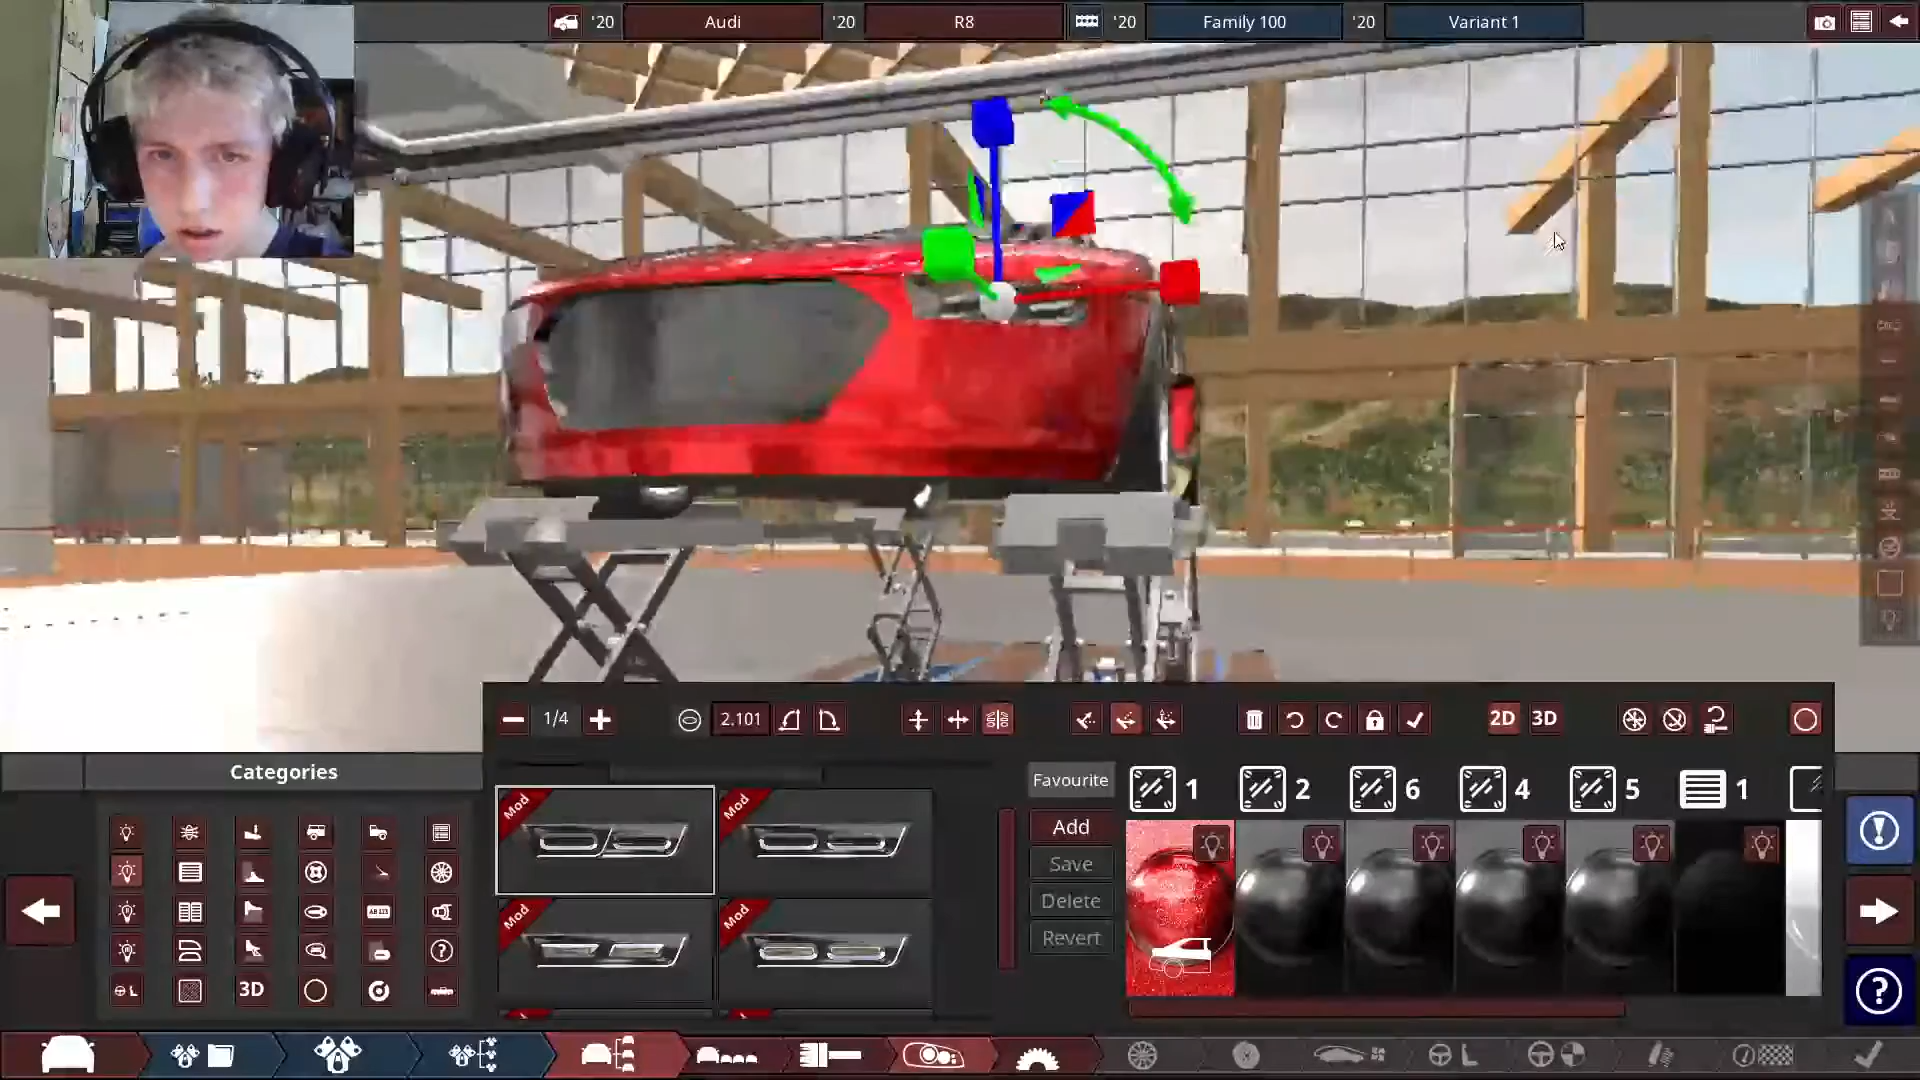 '20 Audi '20 R8 '20 Family 100 '20 Variant 1
1/4 2.101 2D 3D
Categories
Favourite 1 2 6 4 5 1
Mod Mod
Add
Save
Delete
Revert
Mod Mod
3D